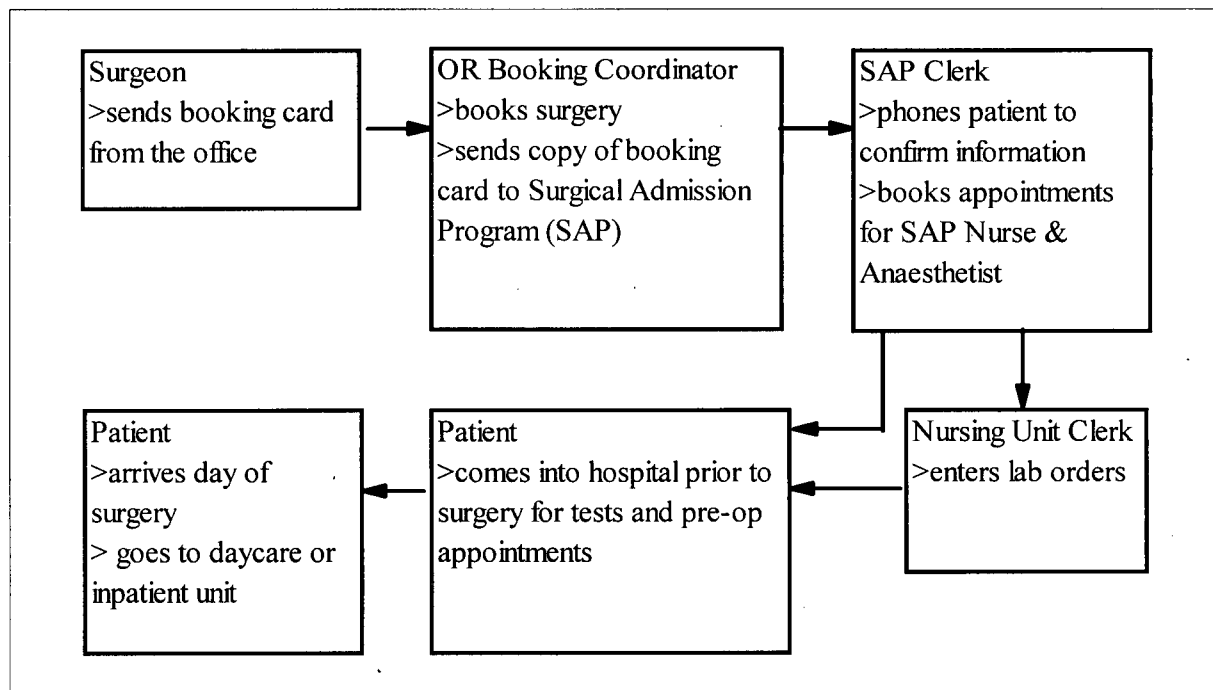 Surgeon
>sends booking card
from the office
OR Booking Coordinator
>books surgery
>sends copy of booking
card to Surgical Admission
Program (SAP)
SAP Clerk
>phones patient to
confirm information
>books appointments
for SAP Nurse &
Anaesthetist
Nursing Unit Clerk
>enters lab orders
Patient
>comes into hospital prior to
surgery for tests and pre-op
appointments
Patient
>arrives day of
surgery
> goes to daycare or
inpatient unit